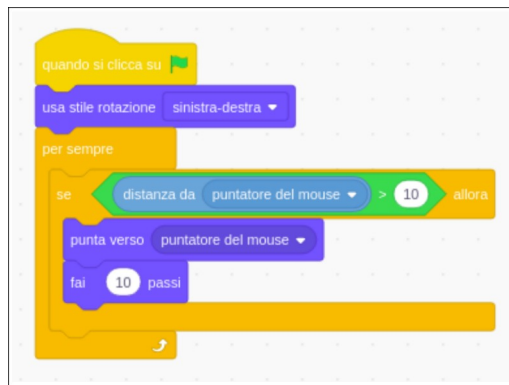 quando si clicca su
usa stile rotazione sinistra-destra
per sempre
se distanza da puntatore del mouse > 10 allora
punta verso puntatore del mouse
fai 10 passi